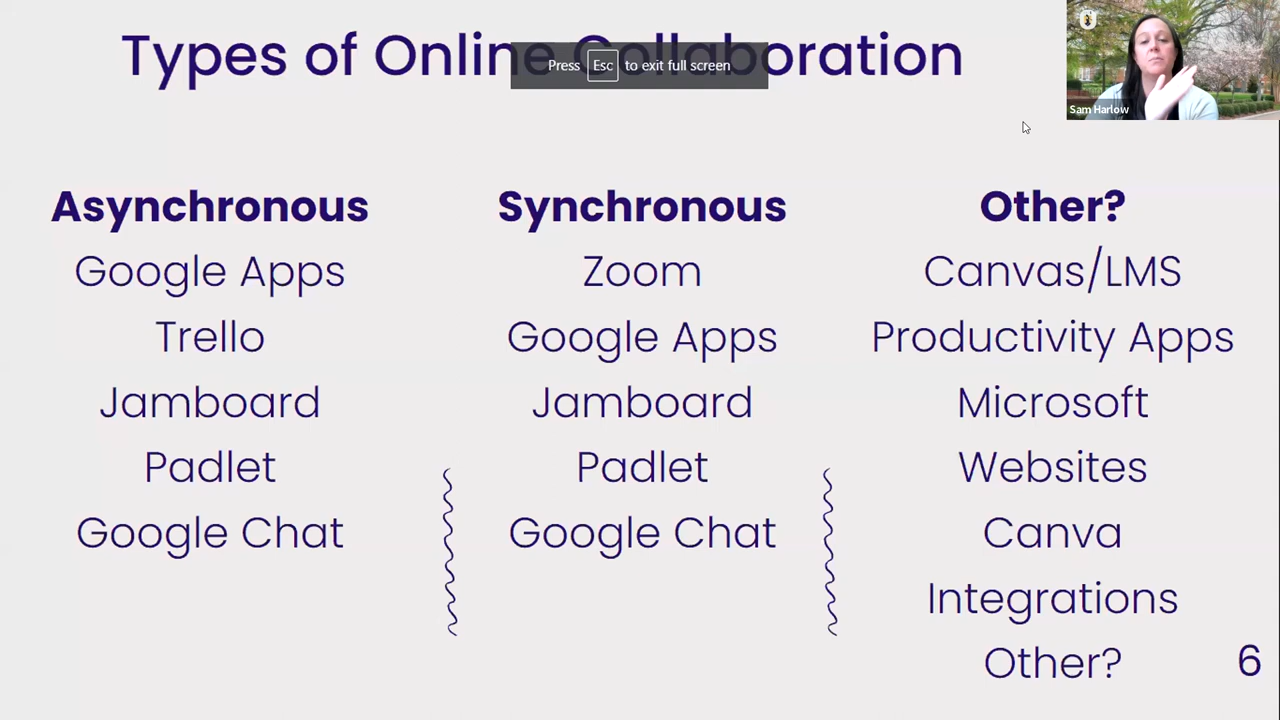 Types of Online Collaboration
Press Esc to exit full screen
Sam Harlow
Asynchronous
Google Apps
Trello
Jamboard
Padlet
Google Chat
Synchronous
Zoom
Google Apps
Jamboard
Padlet
Google Chat
Other?
Canvas/LMS
Productivity Apps
Microsoft
Websites
Canva
Integrations
Other?
6